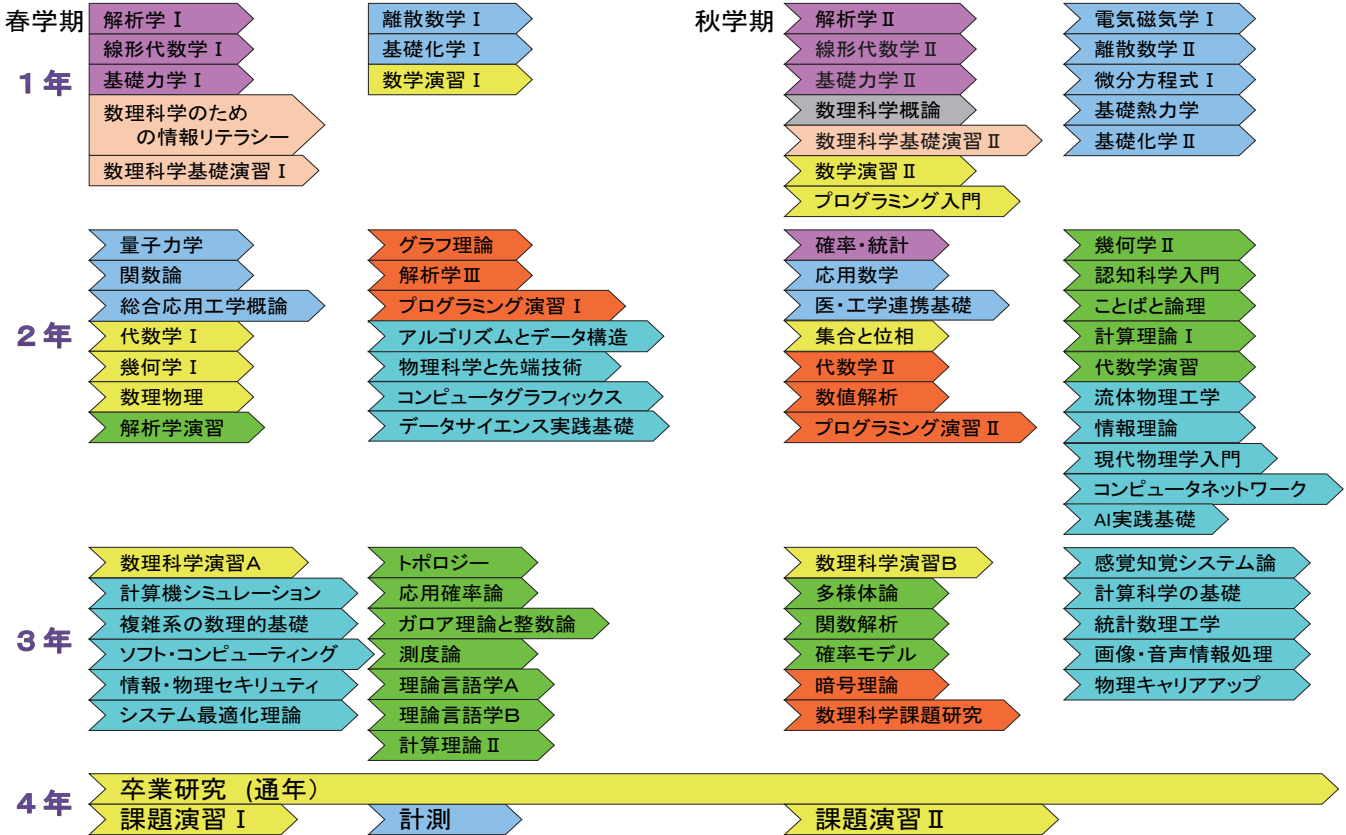 春学期
解析学 Ⅰ
線形代数学 Ⅰ
基礎力学 Ⅰ
数理科学のため
の情報リテラシー
数理科学基礎演習 Ⅰ
離散数学 Ⅰ
基礎化学 Ⅰ
数学演習 Ⅰ
1年
秋学期
解析学Ⅱ
線形代数学Ⅱ
基礎力学Ⅱ
数理科学概論
数理科学基礎演習Ⅱ
数学演習Ⅱ
プログラミング入門
電気磁気学 Ⅰ
離散数学Ⅱ
微分方程式 Ⅰ
基礎熱力学
基礎化学Ⅱ
2年
量子力学
関数論
総合応用工学概論
代数学 Ⅰ
幾何学 Ⅰ
数理物理
解析学演習
グラフ理論
解析学Ⅲ
プログラミング演習 Ⅰ
アルゴリズムとデータ構造
物理科学と先端技術
コンピュータグラフィックス
データサイエンス実践基礎
確率・統計
応用数学
医・工学連携基礎
集合と位相
代数学Ⅱ
数値解析
プログラミング演習Ⅱ
幾何学Ⅱ
認知科学入門
ことばと論理
計算理論 Ⅰ
代数学演習
流体物理工学
情報理論
現代物理学入門
コンピュータネットワーク
AI実践基礎
3年
数理科学演習A
計算機シミュレーション
複雑系の数理的基礎
ソフト・コンピューティング
情報・物理セキリュティ
システム最適化理論
トポロジー
応用確率論
ガロア理論と整数論
測度論
理論言語学A
理論言語学B
計算理論Ⅱ
数理科学演習B
多様体論
関数解析
確率モデル
暗号理論
数理科学課題研究
感覚知覚システム論
計算科学の基礎
統計数理工学
画像・音声情報処理
物理キャリアアップ
4年
卒業研究 (通年)
課題演習 Ⅰ
計測
課題演習Ⅱ